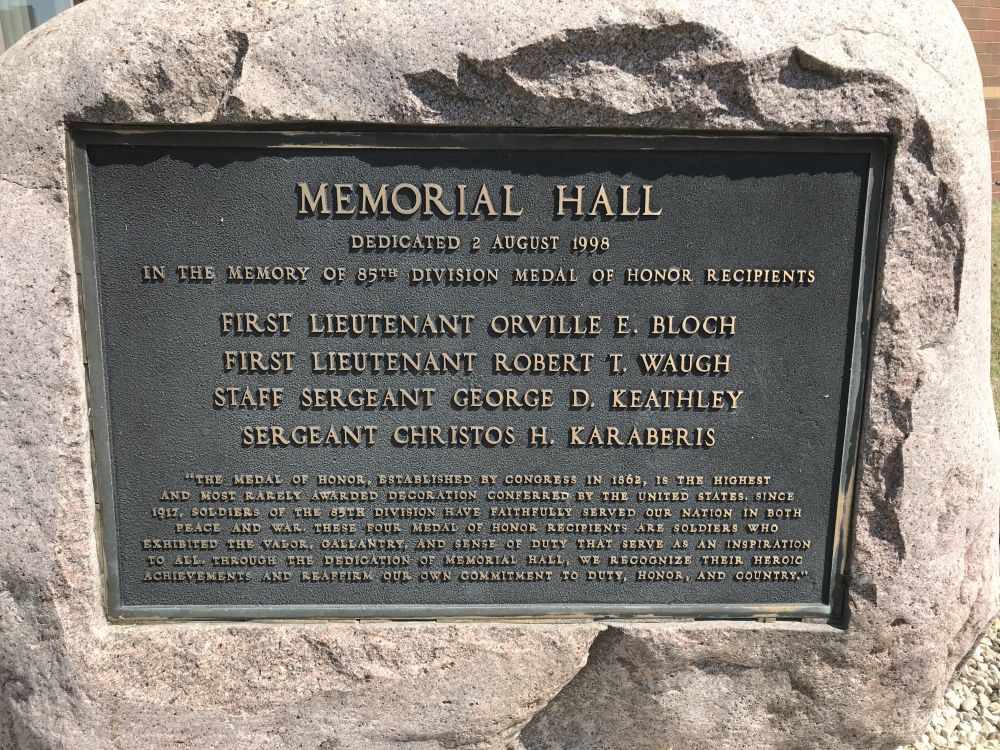 MEMORIAL HALL
DEDICATED 2 AUGUST 1998
IN THE MEMORY OF 85TH DIVISION MEDAL OF HONOR RECIPIENTS
FIRST LIEUTENANT ORVILLE E. BLOCH
FIRST LIEUTENANT ROBERT T. WAUGH
STAFF SERGEANT GEORGE D. KEATHLEY
SERGEANT CHRISTOS H. KARABERIS
"THE MEDAL OF HONOR, ESTABLISHED BY CONGRESS IN 1862, IS THE HIGHEST
AND MOST RARELY AWARDED DECORATION CONFERRED BY THE UNITED STATES. SINCE
1917, SOLDIERS OF THE 85TH DIVISION HAVE FAITHFULLY SERVED OUR NATION IN BOTH
PEACE AND WAR. THESE FOUR MEDAL OF HONOR RECIPIENTS ARE SOLDIERS WHO
EXHIBITED THE VALOR, GALLANTRY, AND SENSE OF DUTY THAT SERVE AS AN INSPIRATION
TO ALL. THROUGH THE DEDICATION OF MEMORIAL HALL, WE RECOGNIZE THEIR HEROIC
ACHIEVEMENTS AND REAFFIRM OUR OWN COMMITMENT TO DUTY, HONOR, AND COUNTRY."